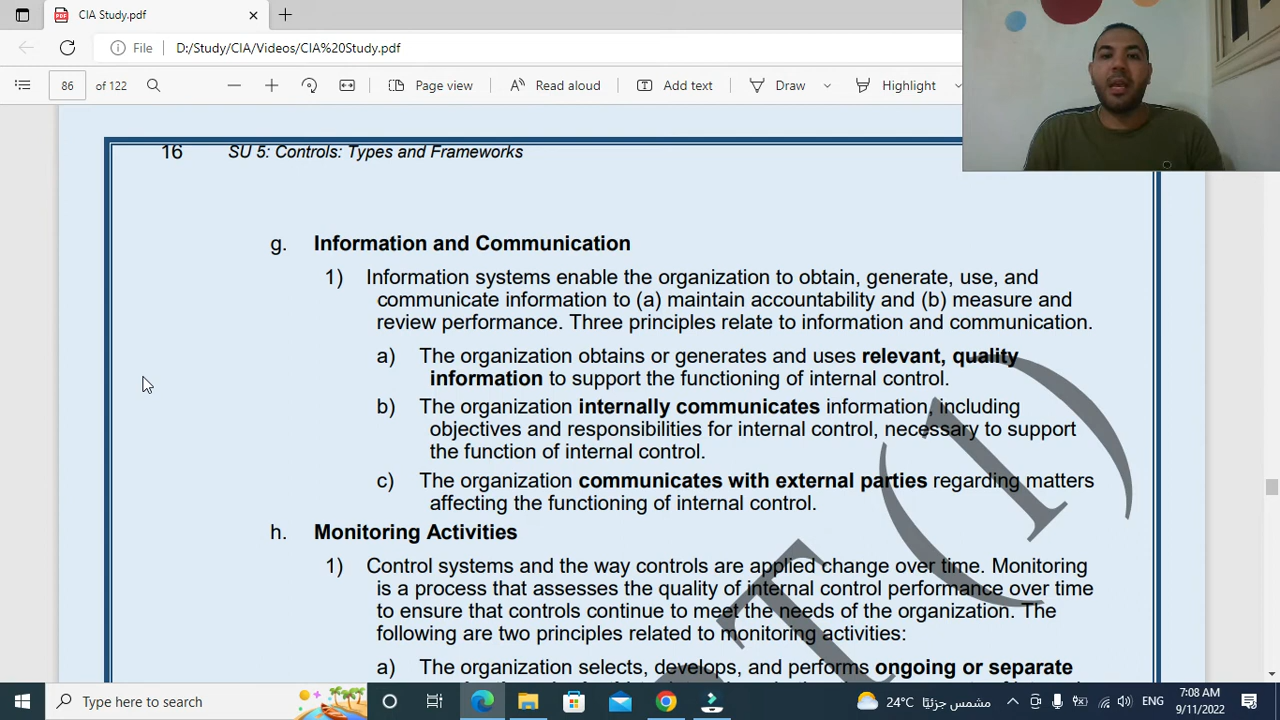 CIA Study.pdf
File D:/Study/CIA/Videos/CIA%20Study.pdf
86 of 122 Page view Read aloud Add text Draw Highlight
16 SU 5: Controls: Types and Frameworks
g. Information and Communication
1) Information systems enable the organization to obtain, generate, use, and
communicate information to (a) maintain accountability and (b) measure and
review performance. Three principles relate to information and communication.
a) The organization obtains or generates and uses relevant, quality
information to support the functioning of internal control.
b) The organization internally communicates information, including
objectives and responsibilities for internal control, necessary to support
the function of internal control.
c) The organization communicates with external parties regarding matters
affecting the functioning of internal control.
h. Monitoring Activities
1) Control systems and the way controls are applied change over time. Monitoring
is a process that assesses the quality of internal control performance over time
to ensure that controls continue to meet the needs of the organization. The
following are two principles related to monitoring activities:
a) The organization selects, develops, and performs ongoing or separate
T (I)
Type here to search 24°C مشمس جزئيًا ENG 7:08 AM
9/11/2022